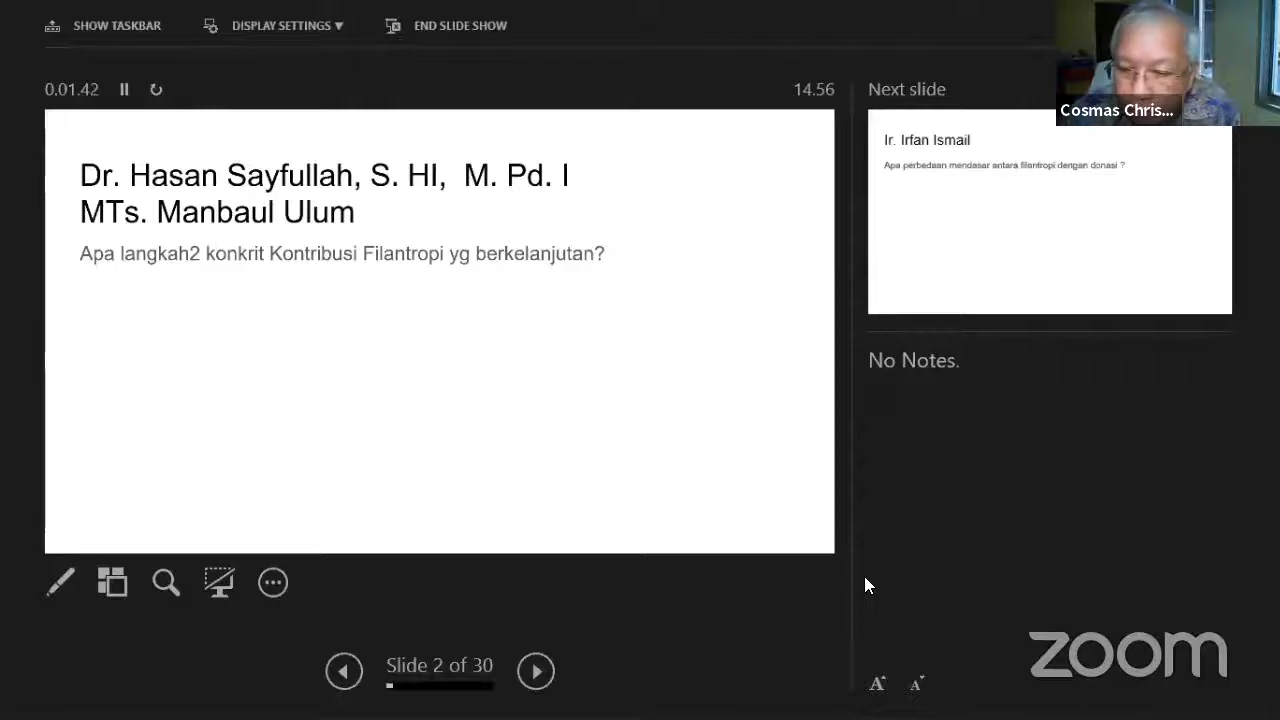 SHOW TASKBAR
DISPLAY SETTINGS ▼
END SLIDE SHOW
0.01.42
14.56
Next slide
Cosmas Chris...
Dr. Hasan Sayfullah, S. HI, M. Pd. I
MTs. Manbaul Ulum
Apa langkah2 konkrit Kontribusi Filantropi yg berkelanjutan?
Ir. Irfan Ismail
Apa perbedaan mendasar antara filantropi dengan donasi ?
No Notes.
Slide 2 of 30
A A
zoom